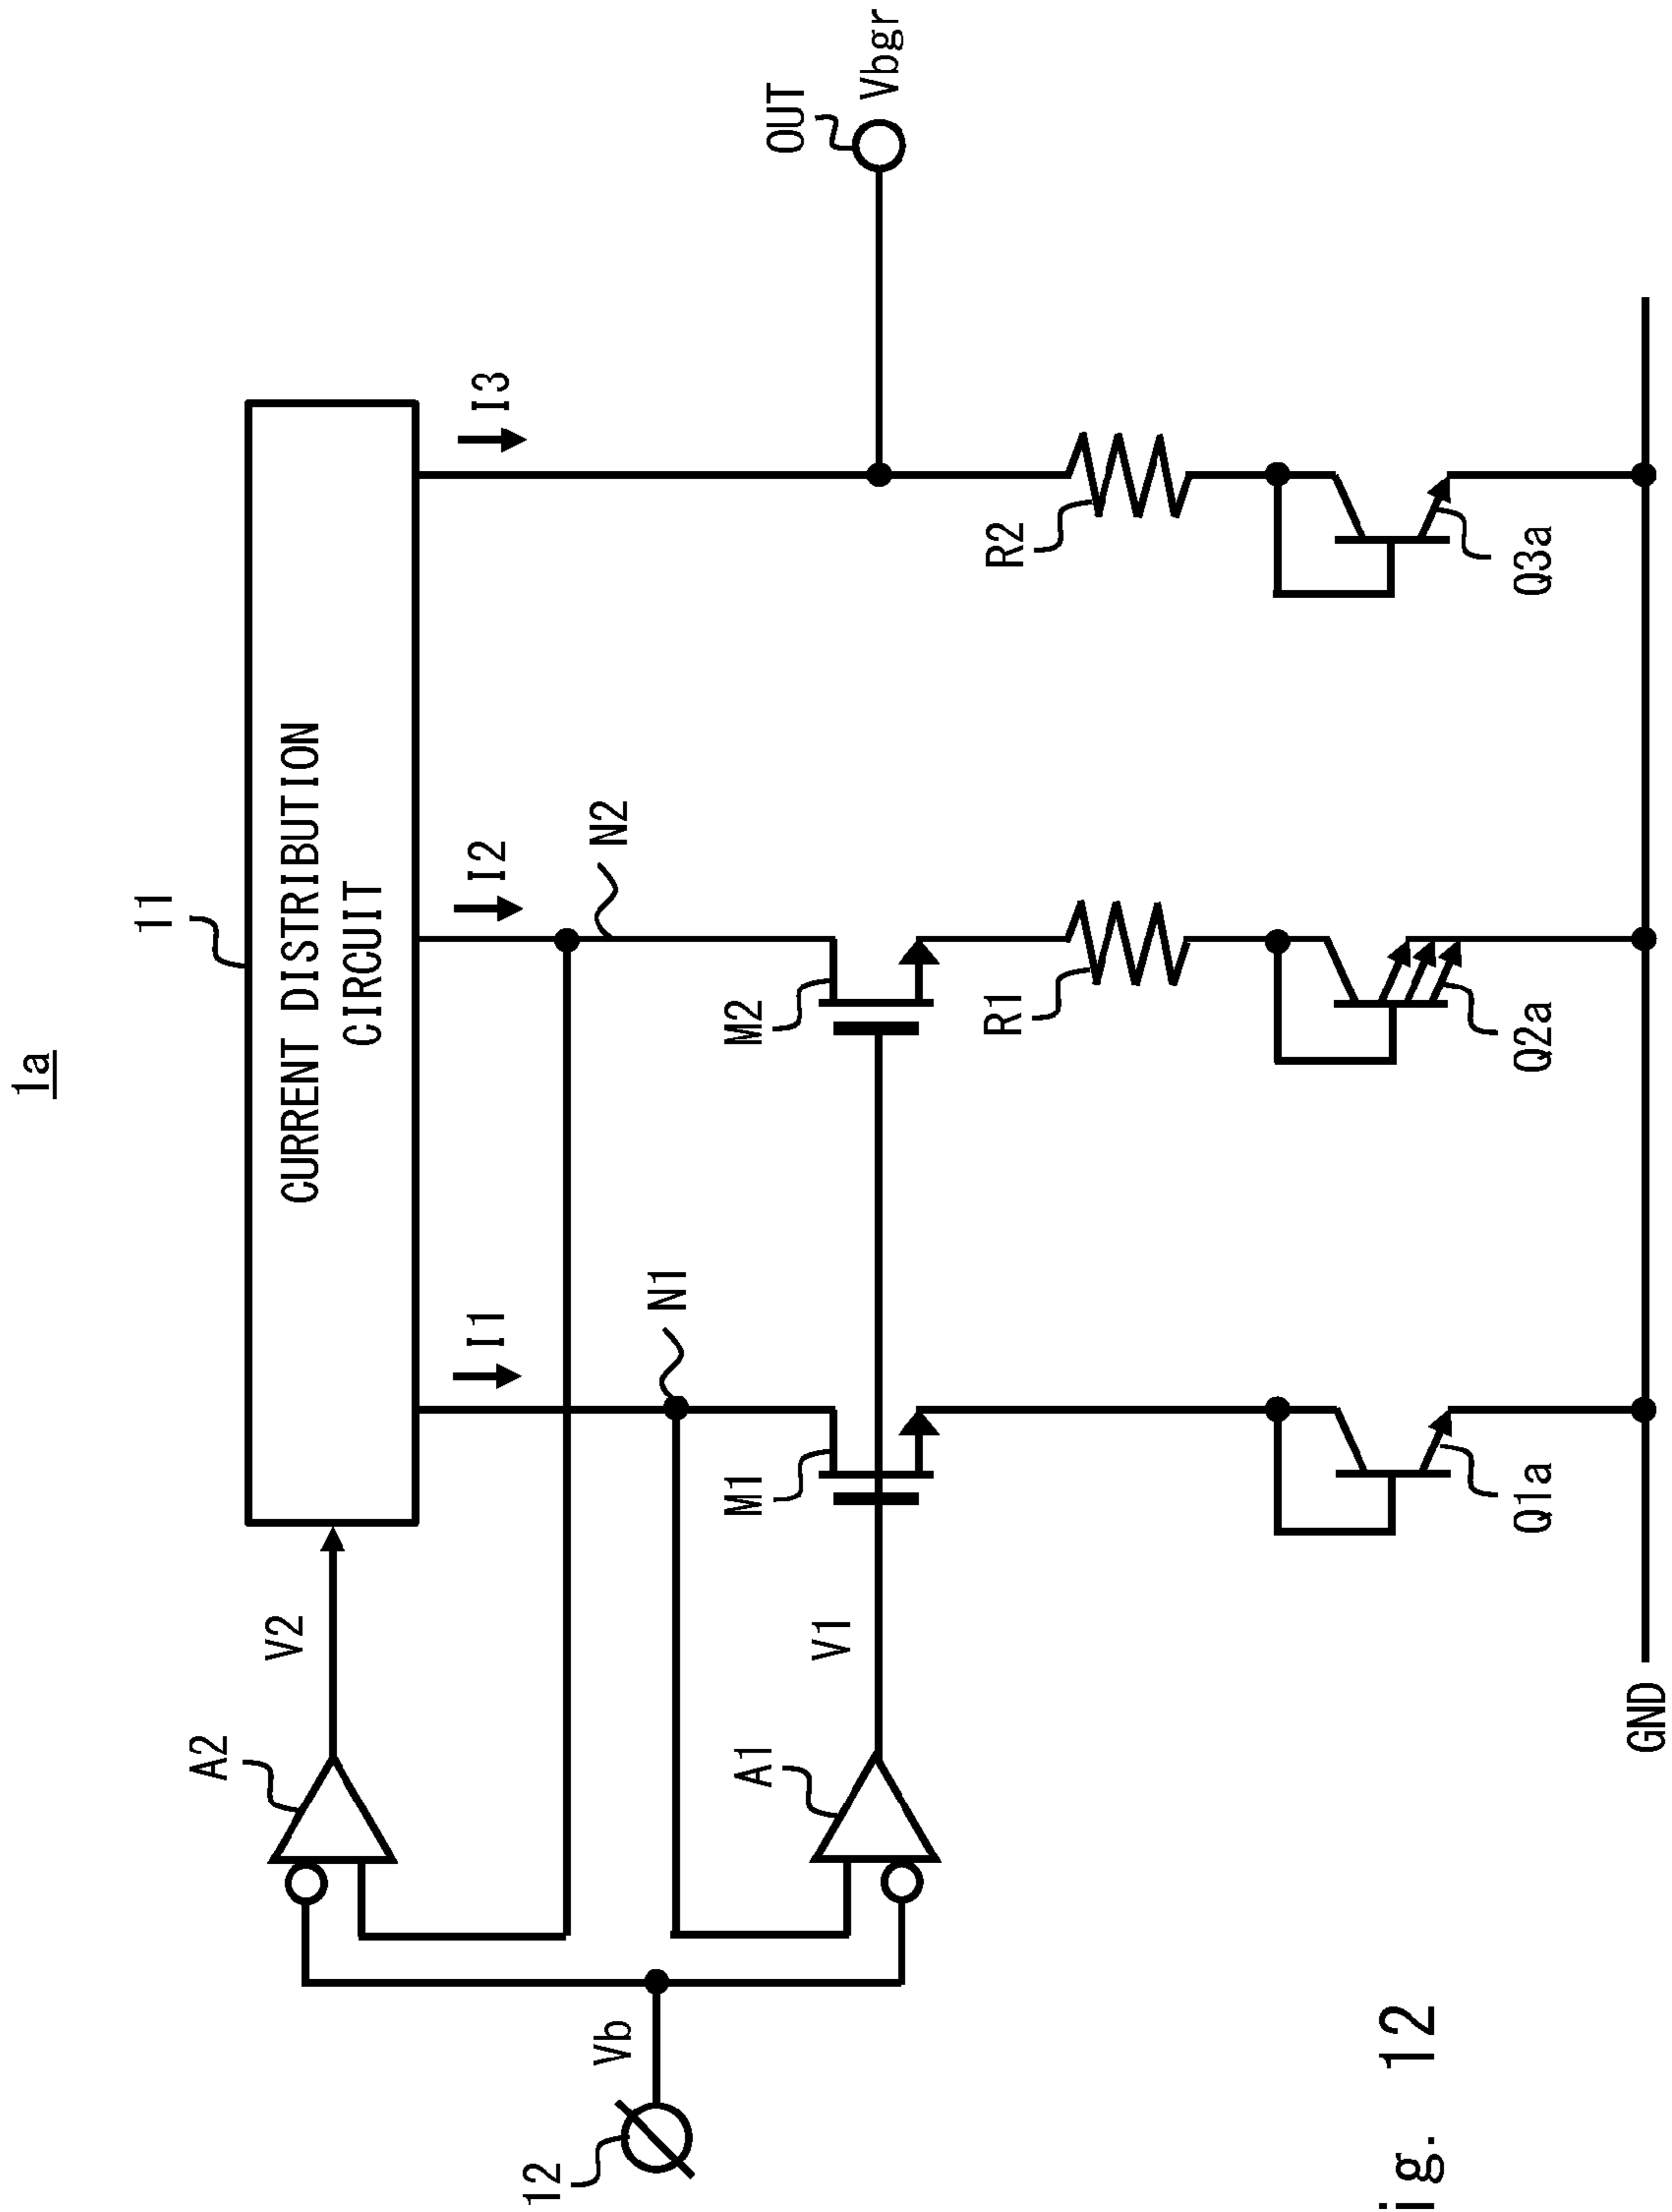 1a
11
CURRENT DISTRIBUTION
CIRCUIT
A2
V2
I1
I2
I3
12
Vb
N1
N2
OUT
Vbgr
A1
V1
M1
M2
R1
R2
Q1a
Q2a
Q3a
GND
ig. 12